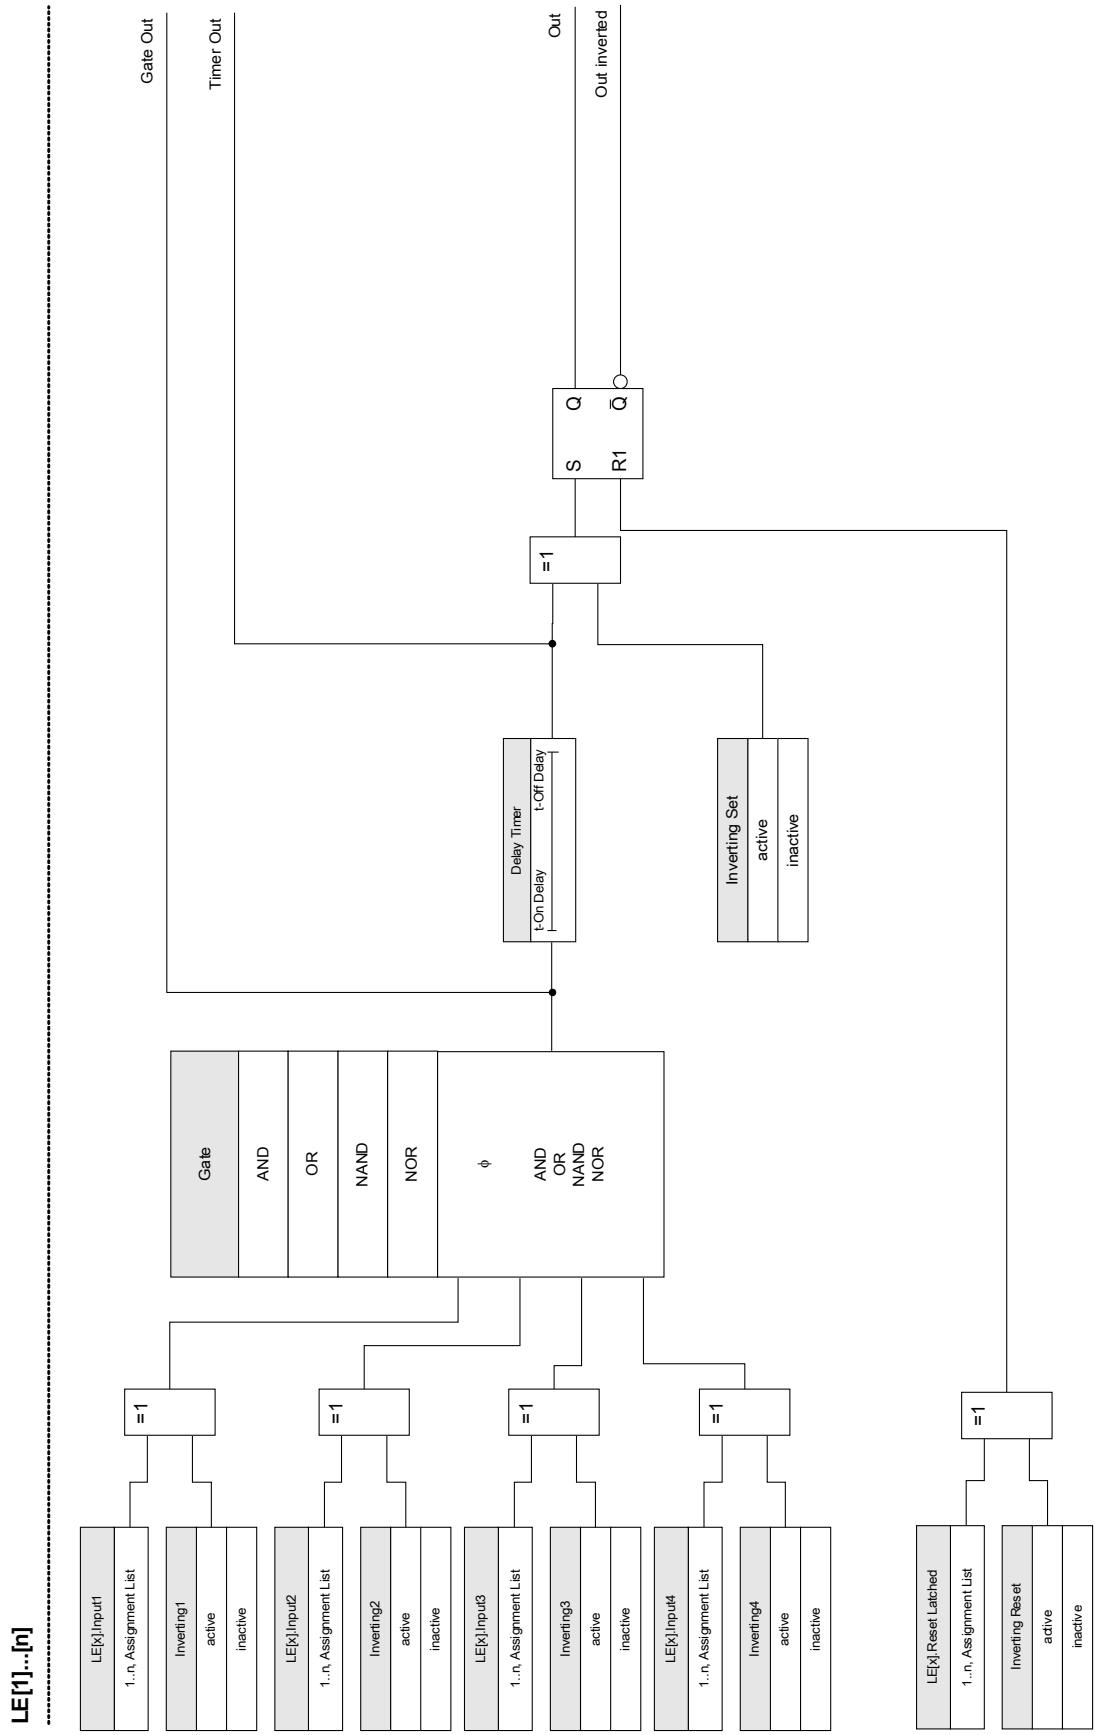 LE[1]...[n]
LE[x].Input1
1..n, Assignment List
Inverting1
active
inactive
LE[x].Input2
1..n, Assignment List
Inverting2
active
inactive
LE[x].Input3
1..n, Assignment List
Inverting3
active
inactive
LE[x].Input4
1..n, Assignment List
Inverting4
active
inactive
LE[x].Reset Latched
1..n, Assignment List
Inverting Reset
active
inactive
=1
=1
=1
=1
=1
Gate
AND
OR
NAND
NOR
ϕ
AND
OR
NAND
NOR
Delay Timer
t-On Delay t-Off Delay
Inverting Set
active
inactive
=1
S Q
R1 Q̅
Gate Out
Timer Out
Out
Out inverted